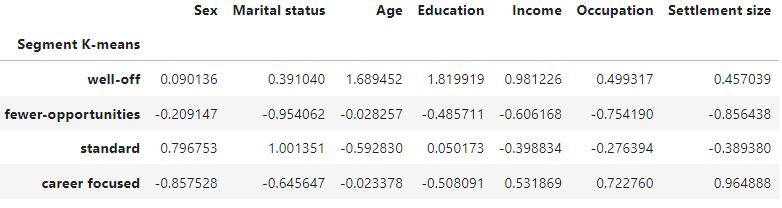 Sex Marital status Age Education Income Occupation Settlement size
Segment K-means
well-off 0.090136 0.391040 1.689452 1.819919 0.981226 0.499317 0.457039
fewer-opportunities -0.209147 -0.954062 -0.028257 -0.485711 -0.606168 -0.754190 -0.856438
standard 0.796753 1.001351 -0.592830 0.050173 -0.398834 -0.276394 -0.389380
career focused -0.857528 -0.645647 -0.023378 -0.508091 0.531869 0.722760 0.964888